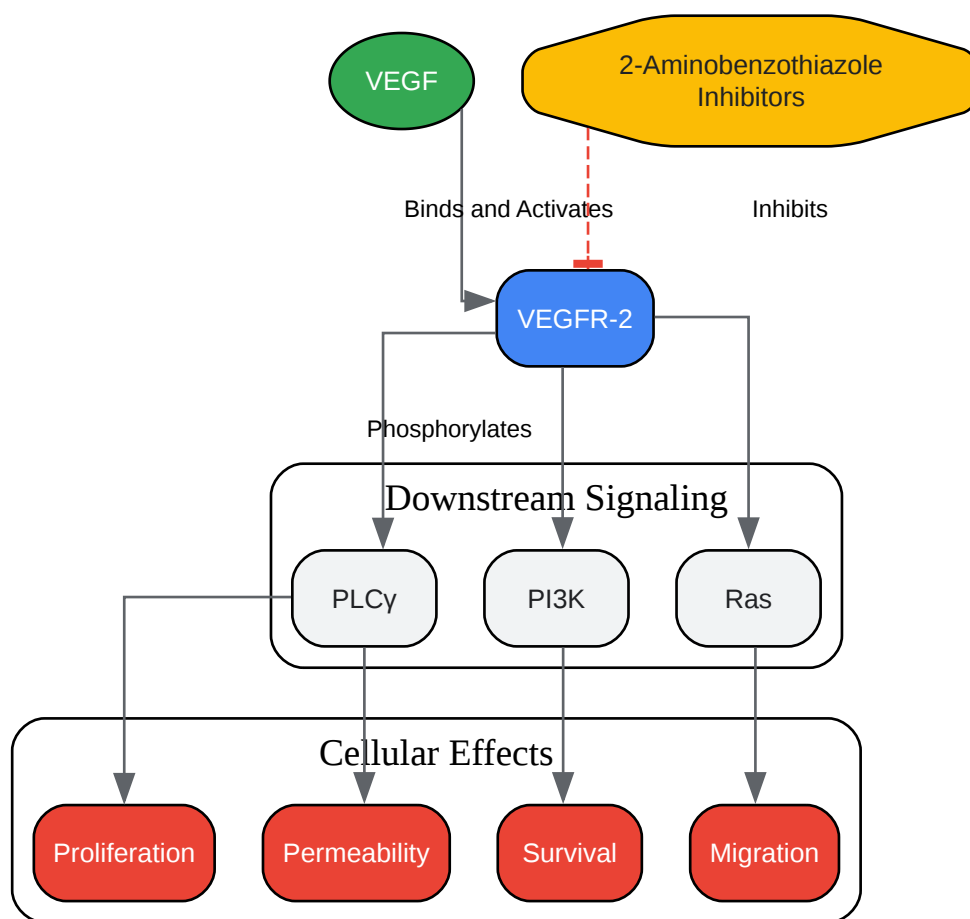 VEGF
2-Aminobenzothiazole
Inhibitors
Binds and Activates
Inhibits
VEGFR-2
Phosphorylates
Downstream Signaling
PLCγ
PI3K
Ras
Cellular Effects
Proliferation
Permeability
Survival
Migration